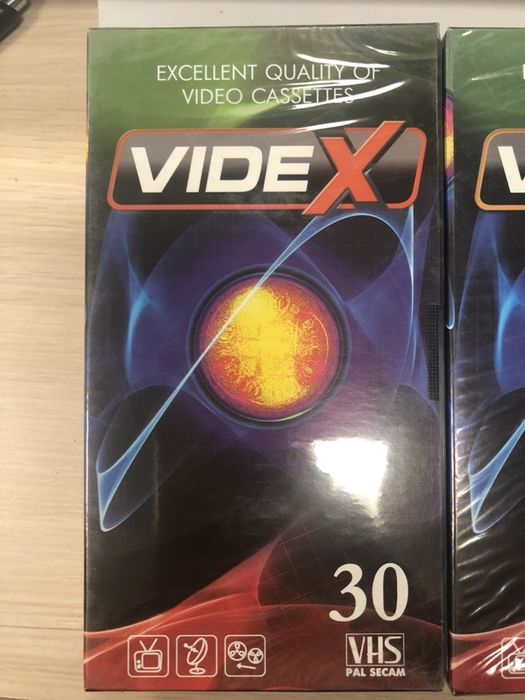 EXCELLENT QUALITY OF
VIDEO CASSETTES
VIDEX
30
VHS
PAL SECAM